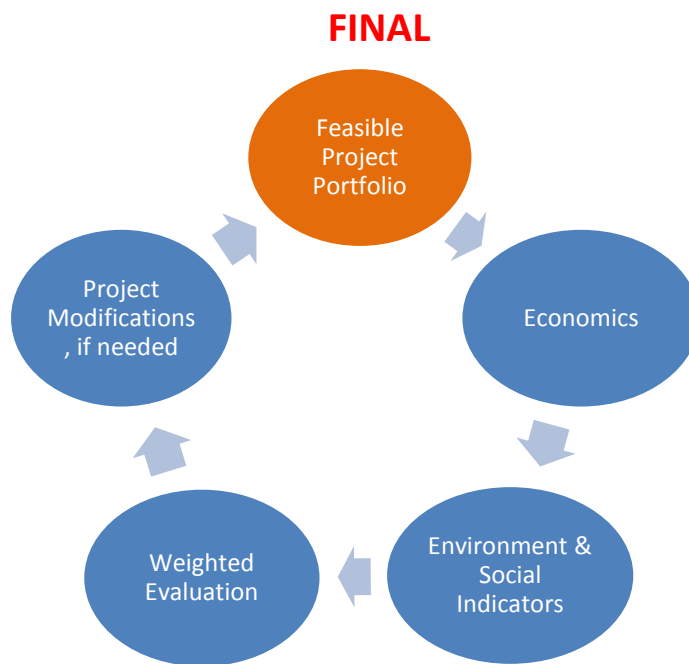 FINAL
Feasible
Project
Portfolio
Economics
Environment &
Social
Indicators
Weighted
Evaluation
Project
Modifications
, if needed